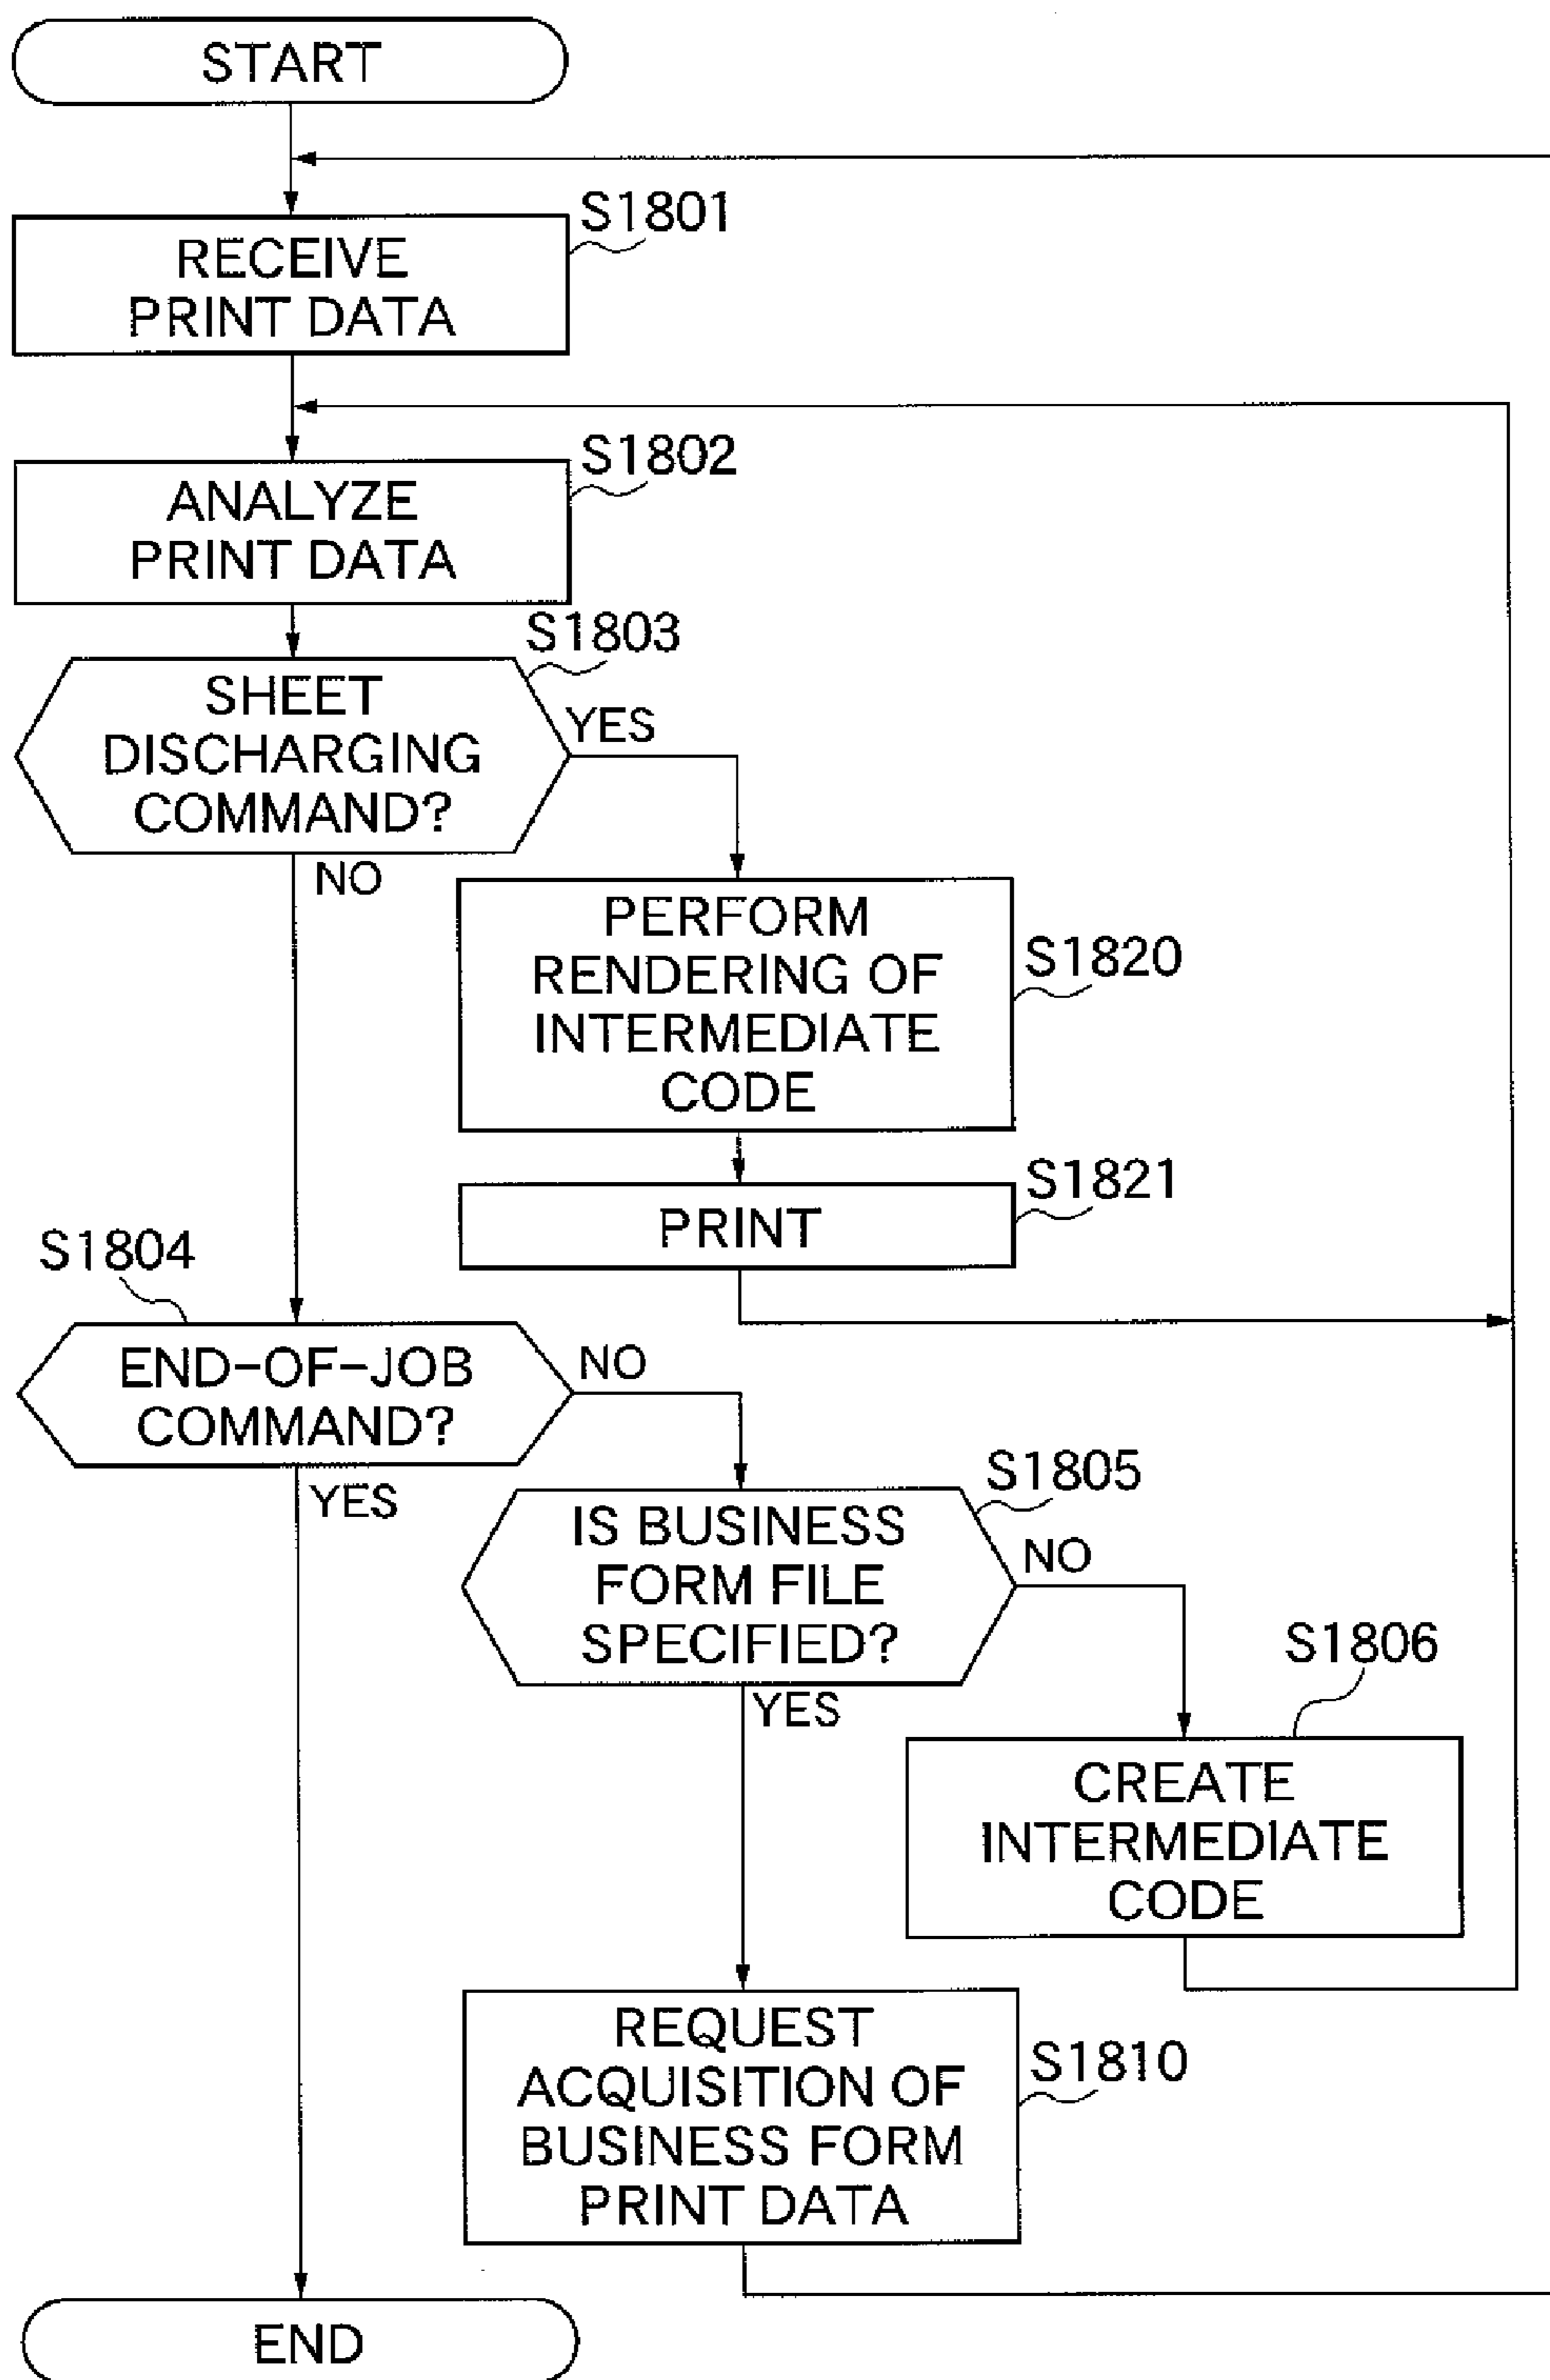 START
S1801
RECEIVE
PRINT DATA
S1802
ANALYZE
PRINT DATA
S1803
SHEET
DISCHARGING
COMMAND?
YES
NO
PERFORM
RENDERING OF
INTERMEDIATE
CODE
S1820
S1821
PRINT
S1804
END-OF-JOB
COMMAND?
NO
YES
S1805
IS BUSINESS
FORM FILE
SPECIFIED?
NO
YES
S1806
CREATE
INTERMEDIATE
CODE
REQUEST
ACQUISITION OF
BUSINESS FORM
PRINT DATA
S1810
END